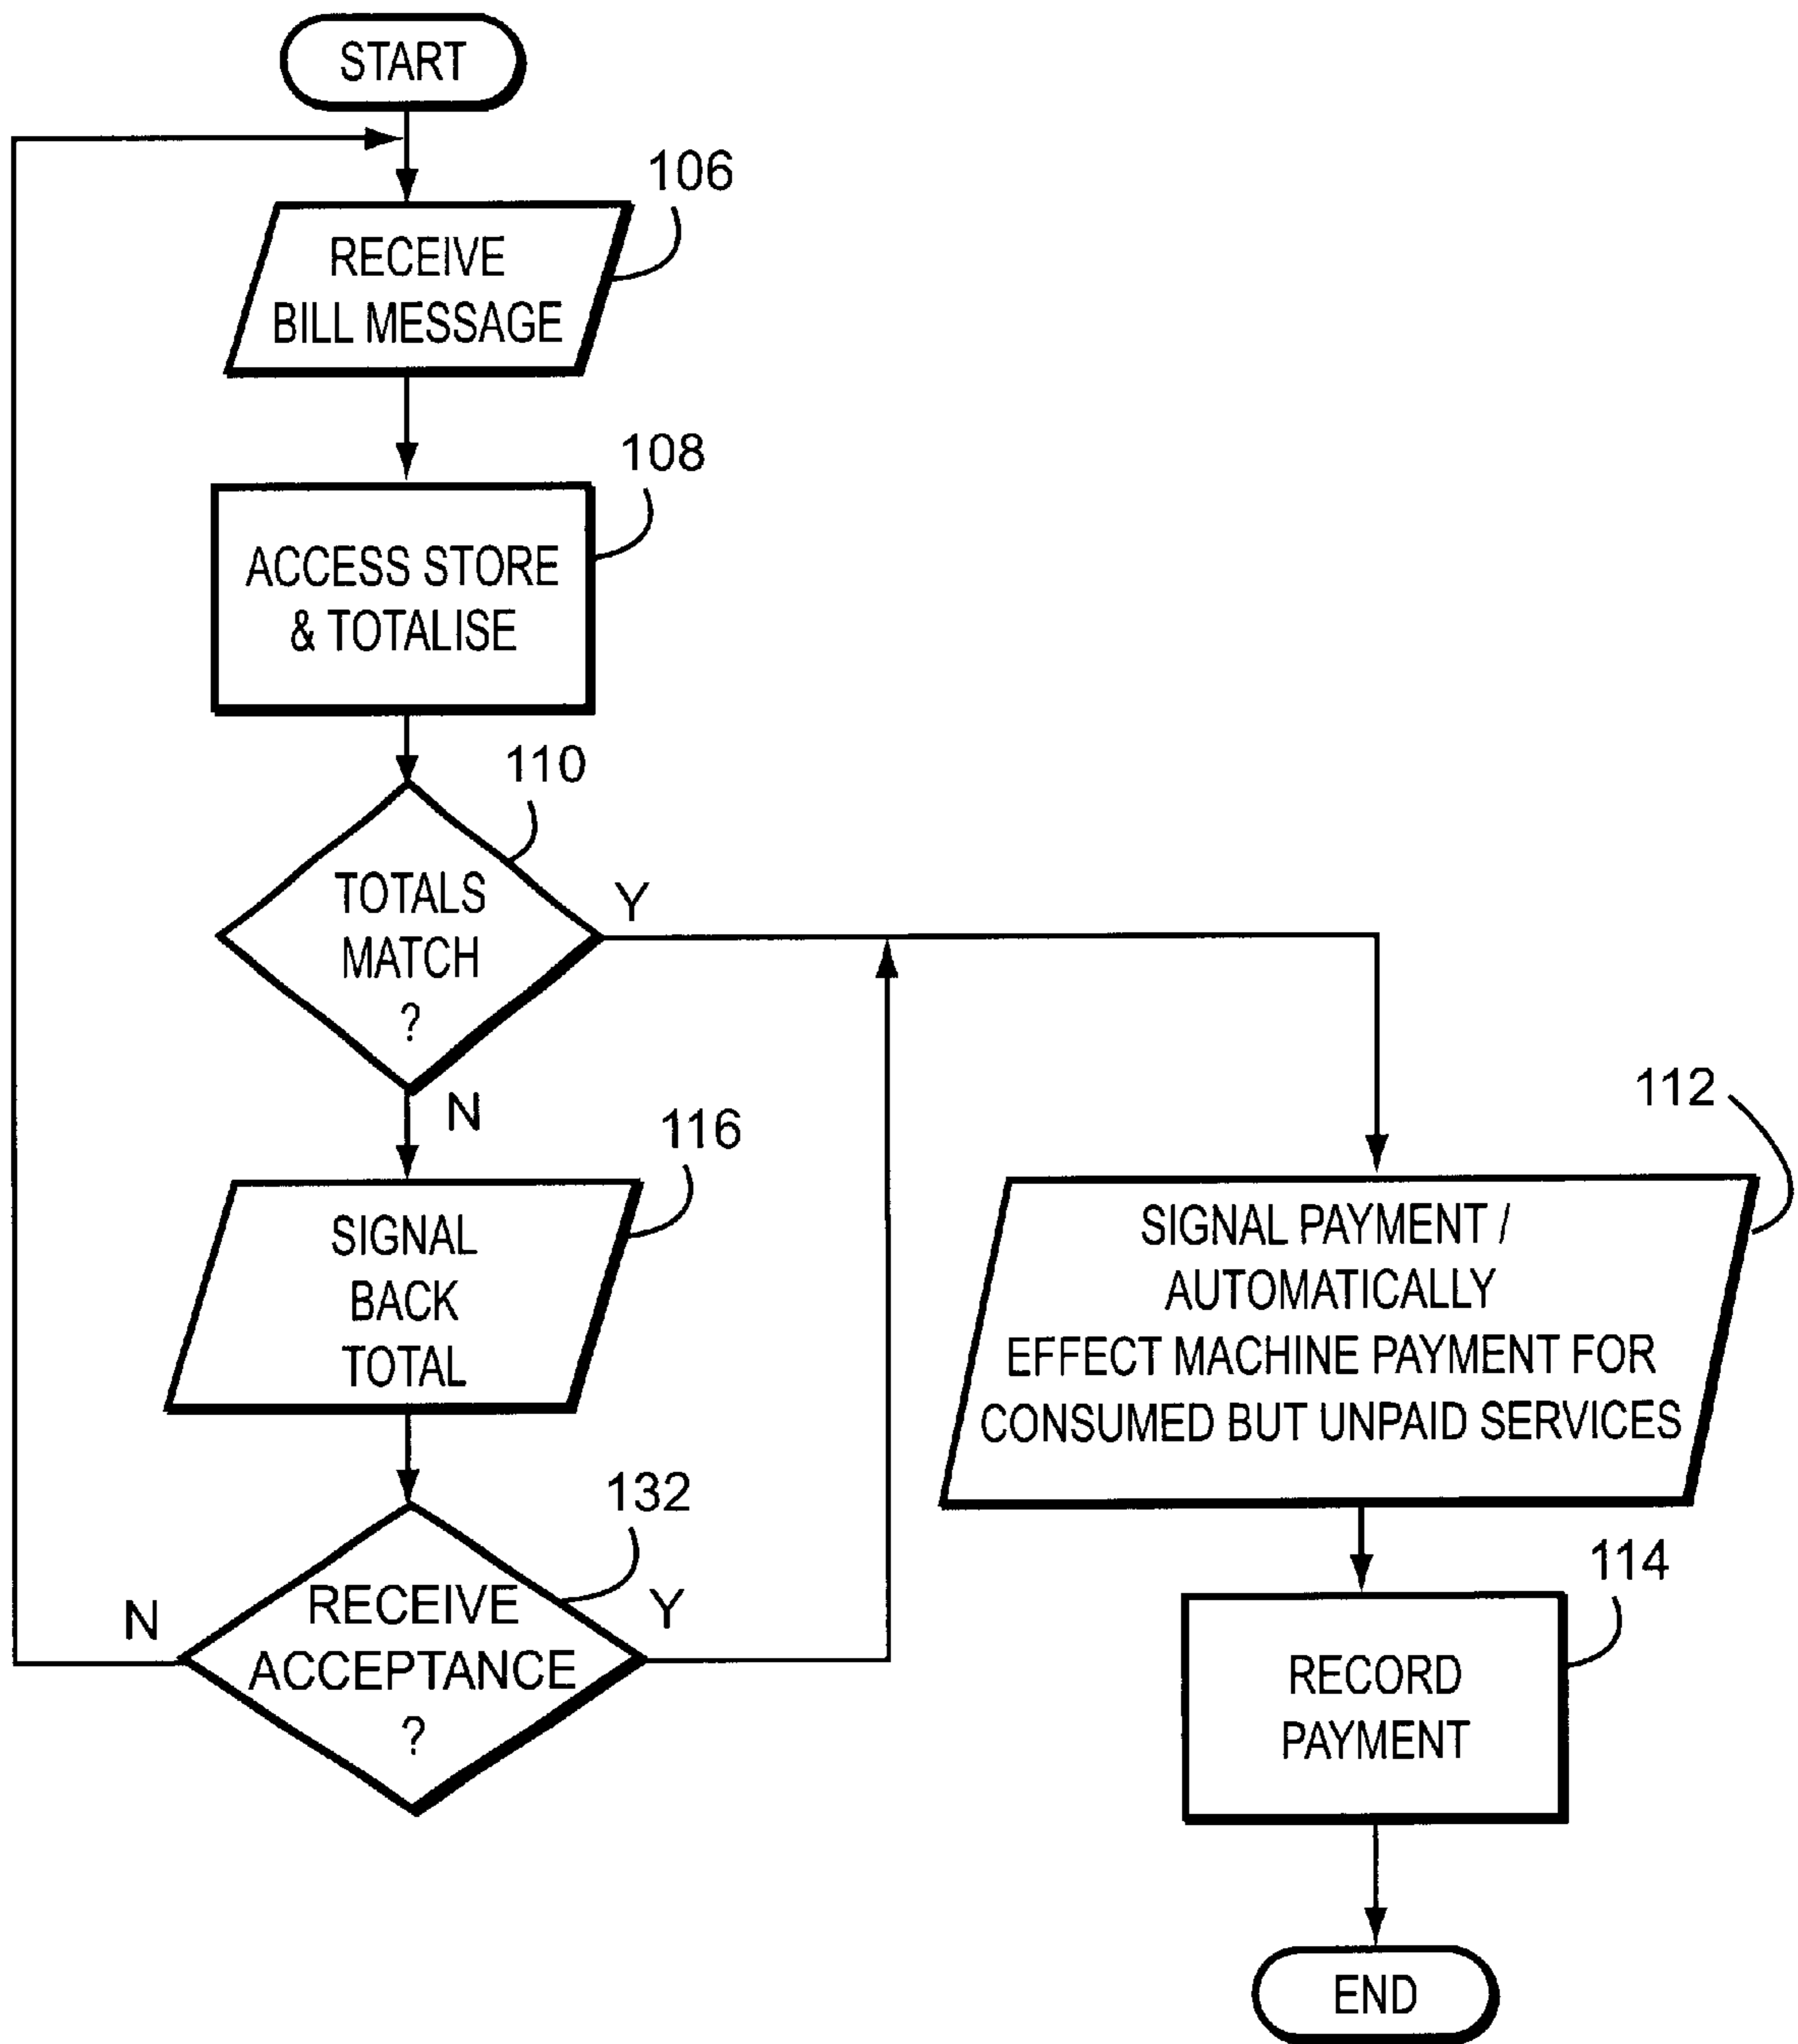 START
106
RECEIVE
BILL MESSAGE
108
ACCESS STORE
& TOTALISE
110
TOTALS
MATCH
?
Y
N
116
SIGNAL
BACK
TOTAL
132
RECEIVE
ACCEPTANCE
?
N
Y
112
SIGNAL PAYMENT /
AUTOMATICALLY
EFFECT MACHINE PAYMENT FOR
CONSUMED BUT UNPAID SERVICES
114
RECORD
PAYMENT
END